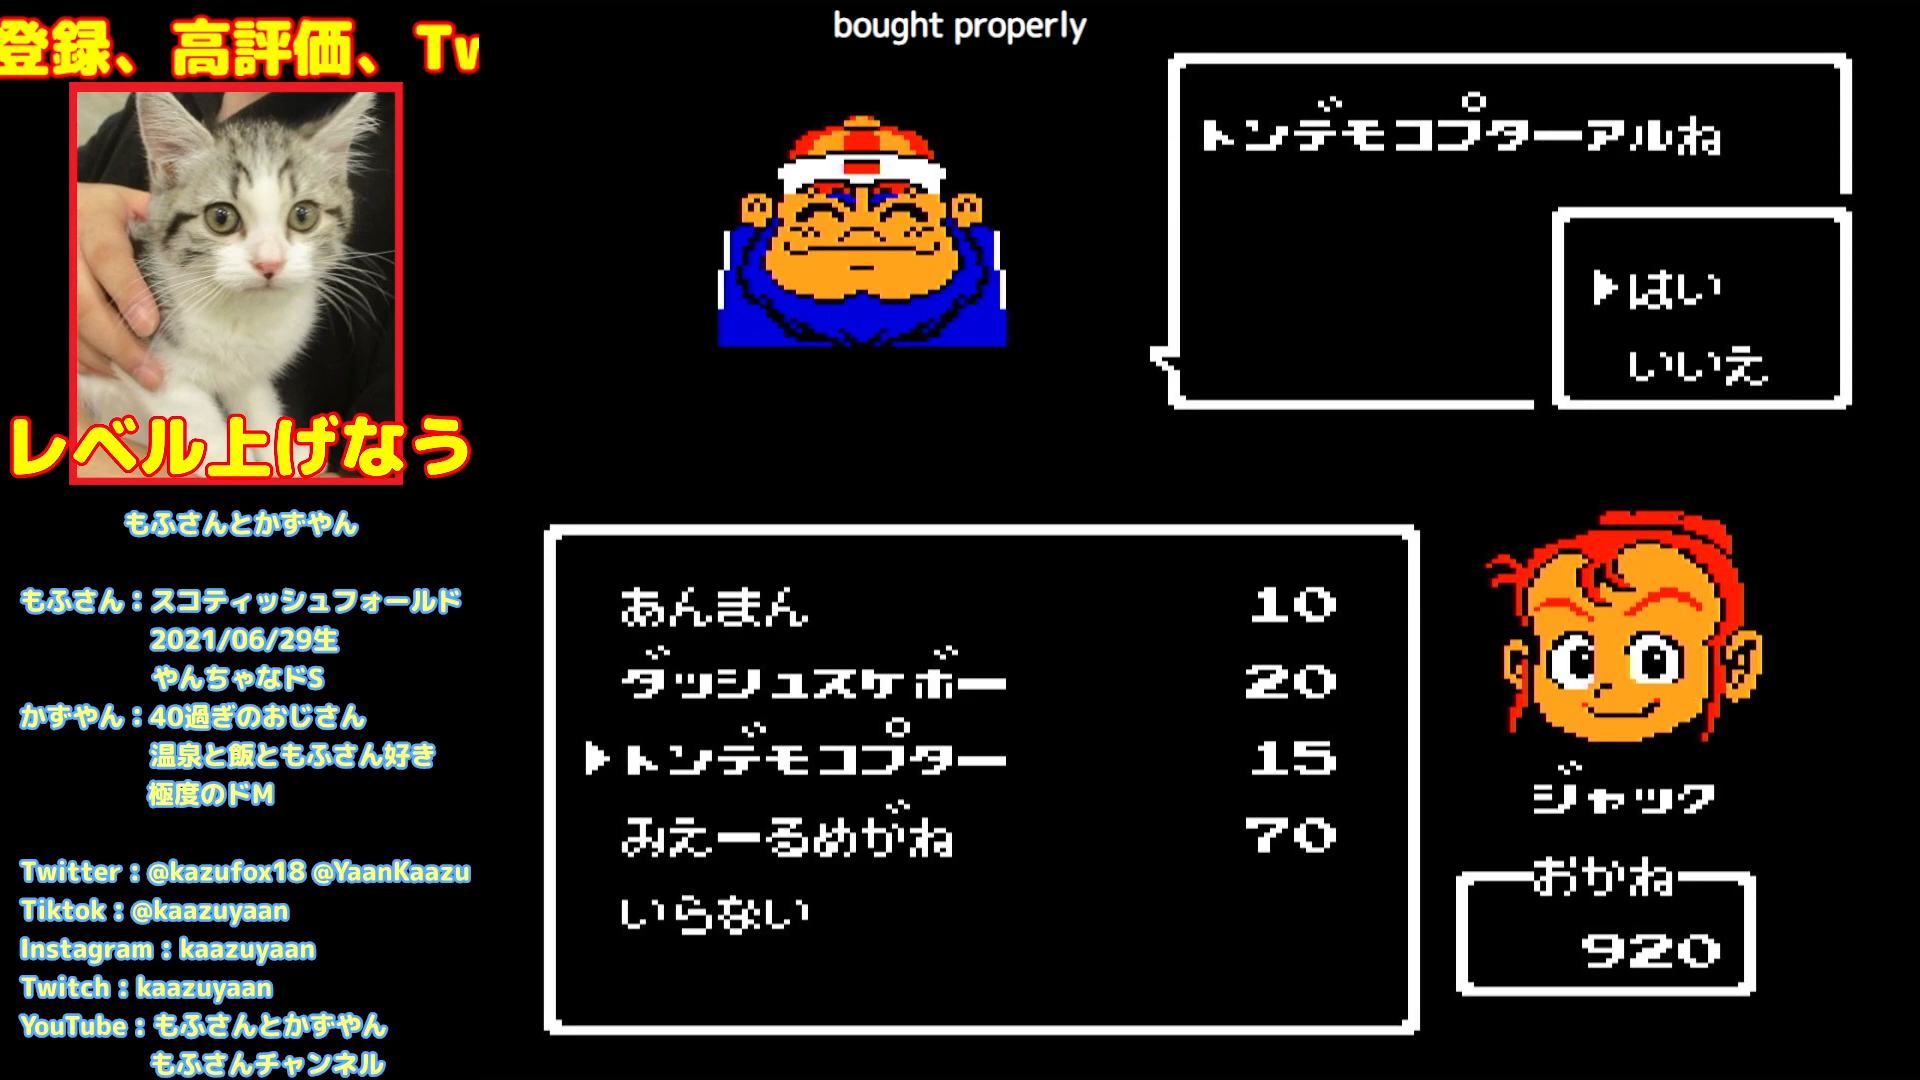 登録、高評価、Tw
レベル上げなう
もふさんとかずやん
もふさん：スコティッシュフォールド
2021/06/29生
やんちゃなドS
かずやん：40過ぎのおじさん
温泉と飯ともふさん好き
極度のドM
Twitter：@kazufox18 @YaanKaazu
Tiktok：@kaazuyaan
Instagram：kaazuyaan
Twitch：kaazuyaan
YouTube：もふさんとかずやん
もふさんチャンネル
bought properly
トンデモコプターアルね
はい
いいえ
あんまん 10
ダッシュスケボー 20
トンデモコプター 15
みえーるめがね 70
いらない
ジャック
おかね
920